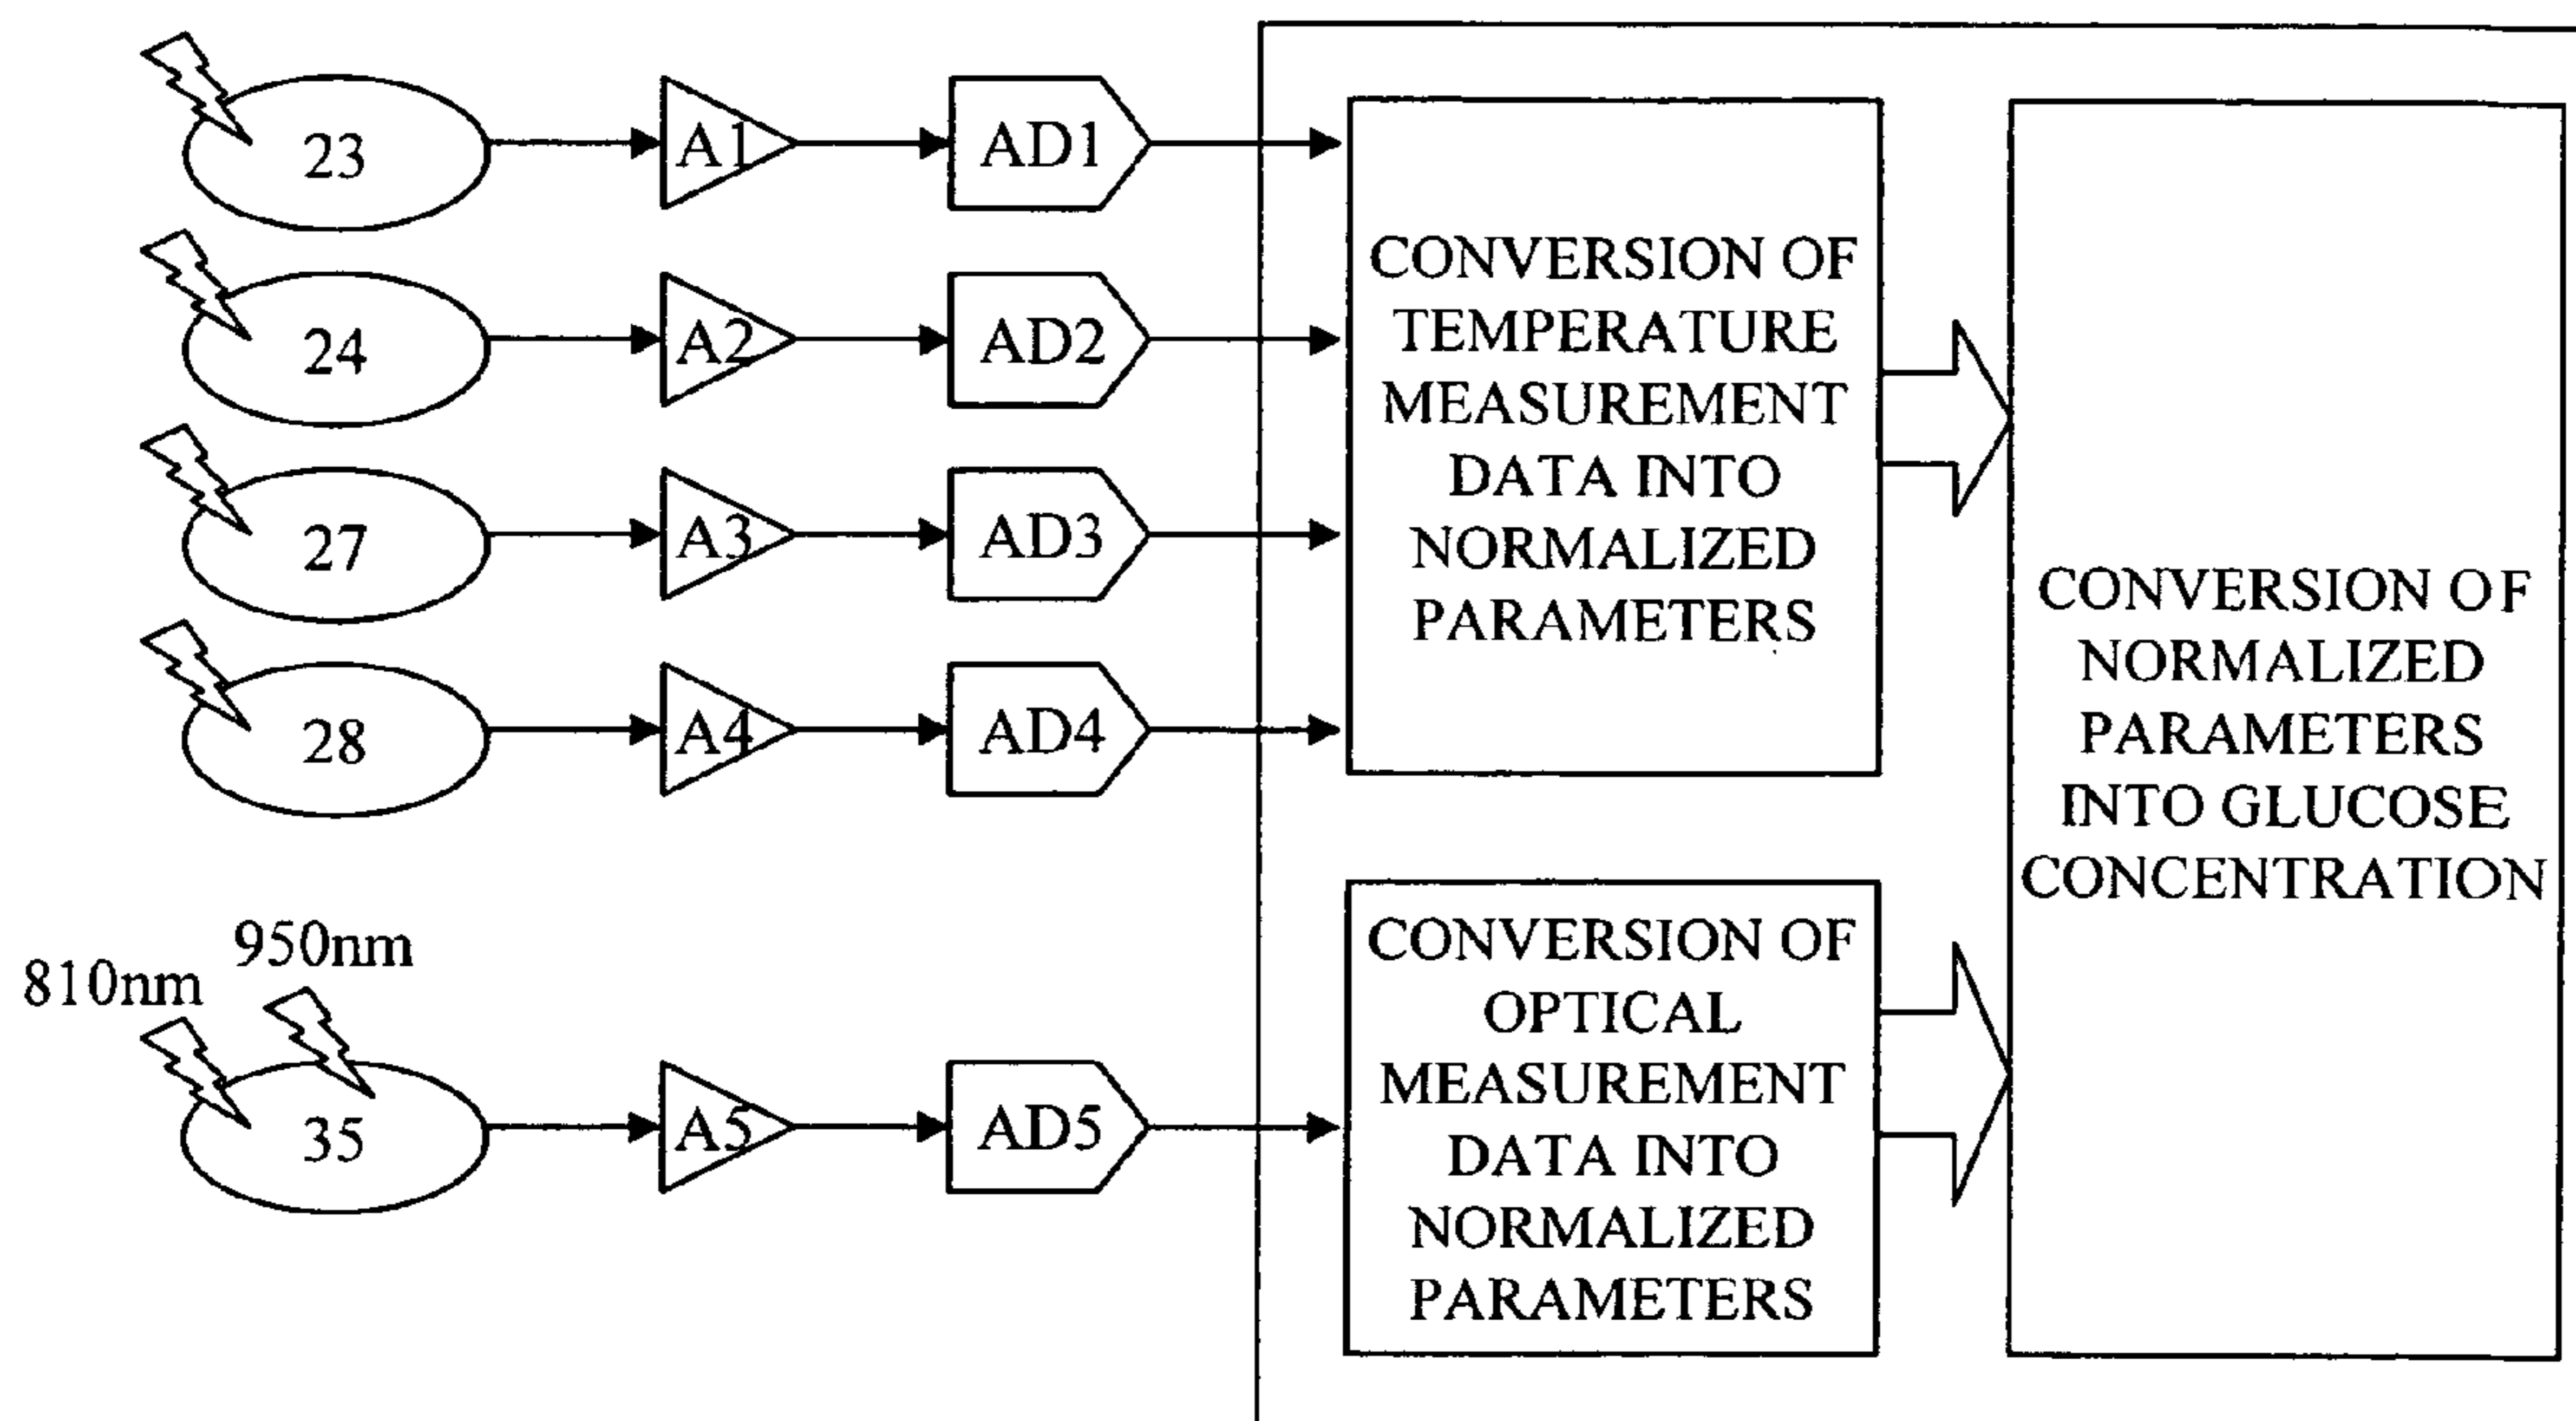 23
A1
AD1
24
A2
AD2
27
A3
AD3
28
A4
AD4
CONVERSION OF
TEMPERATURE
MEASUREMENT
DATA INTO
NORMALIZED
PARAMETERS
810nm
950nm
35
A5
AD5
CONVERSION OF
OPTICAL
MEASUREMENT
DATA INTO
NORMALIZED
PARAMETERS
CONVERSION OF
NORMALIZED
PARAMETERS
INTO GLUCOSE
CONCENTRATION